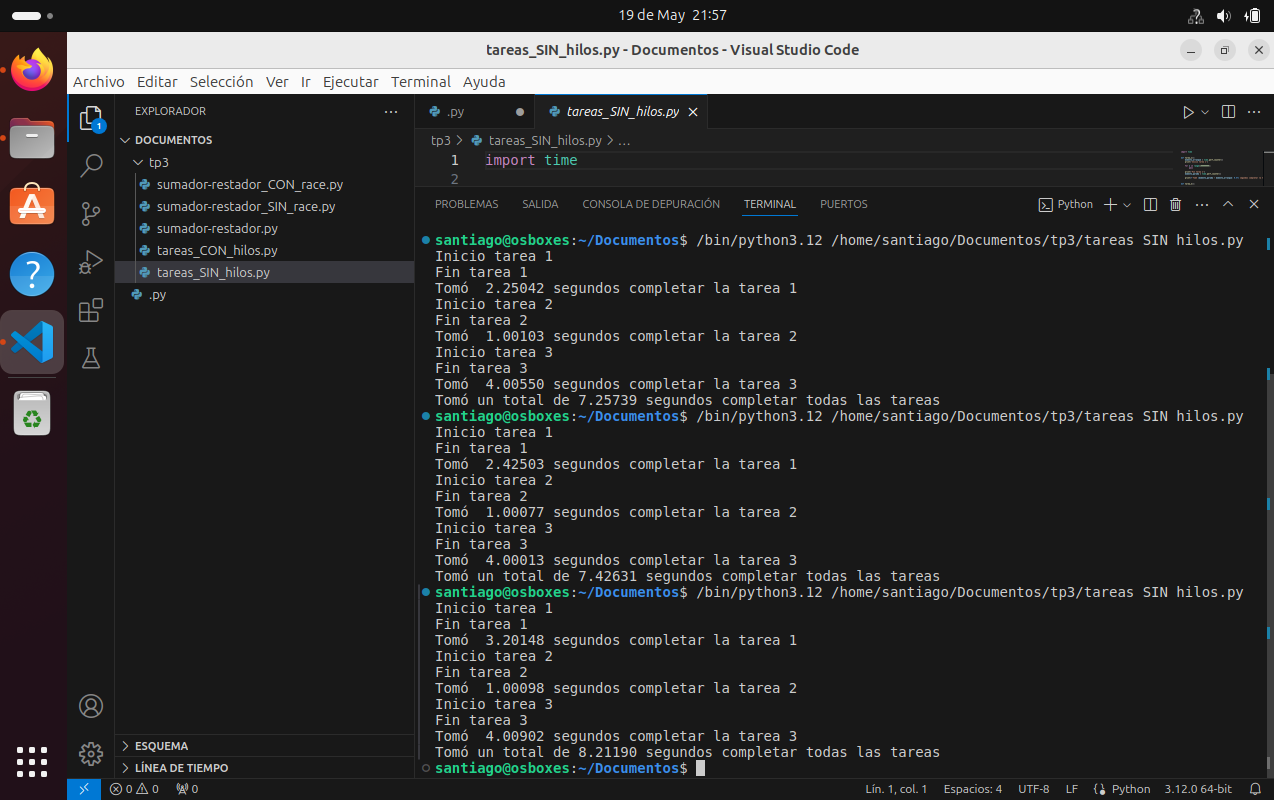 19 de May 21:57
tareas_SIN_hilos.py - Documentos - Visual Studio Code
Archivo Editar Selección Ver Ir Ejecutar Terminal Ayuda
1
EXPLORADOR
DOCUMENTOS
tp3
sumador-restador_CON_race.py
sumador-restador_SIN_race.py
sumador-restador.py
tareas_CON_hilos.py
tareas_SIN_hilos.py
.py
ESQUEMA
LÍNEA DE TIEMPO
.py
tareas_SIN_hilos.py
tp3 > tareas_SIN_hilos.py > ...
1 import time
2
PROBLEMAS SALIDA CONSOLA DE DEPURACIÓN TERMINAL PUERTOS
Python
santiago@osboxes:~/Documentos$ /bin/python3.12 /home/santiago/Documentos/tp3/tareas SIN hilos.py
Inicio tarea 1
Fin tarea 1
Tomó  2.25042 segundos completar la tarea 1
Inicio tarea 2
Fin tarea 2
Tomó  1.00103 segundos completar la tarea 2
Inicio tarea 3
Fin tarea 3
Tomó  4.00550 segundos completar la tarea 3
Tomó un total de 7.25739 segundos completar todas las tareas
santiago@osboxes:~/Documentos$ /bin/python3.12 /home/santiago/Documentos/tp3/tareas SIN hilos.py
Inicio tarea 1
Fin tarea 1
Tomó  2.42503 segundos completar la tarea 1
Inicio tarea 2
Fin tarea 2
Tomó  1.00077 segundos completar la tarea 2
Inicio tarea 3
Fin tarea 3
Tomó  4.00013 segundos completar la tarea 3
Tomó un total de 7.42631 segundos completar todas las tareas
santiago@osboxes:~/Documentos$ /bin/python3.12 /home/santiago/Documentos/tp3/tareas SIN hilos.py
Inicio tarea 1
Fin tarea 1
Tomó  3.20148 segundos completar la tarea 1
Inicio tarea 2
Fin tarea 2
Tomó  1.00098 segundos completar la tarea 2
Inicio tarea 3
Fin tarea 3
Tomó  4.00902 segundos completar la tarea 3
Tomó un total de 8.21190 segundos completar todas las tareas
santiago@osboxes:~/Documentos$
0 0 0
Lín. 1, col. 1 Espacios: 4 UTF-8 LF Python 3.12.0 64-bit